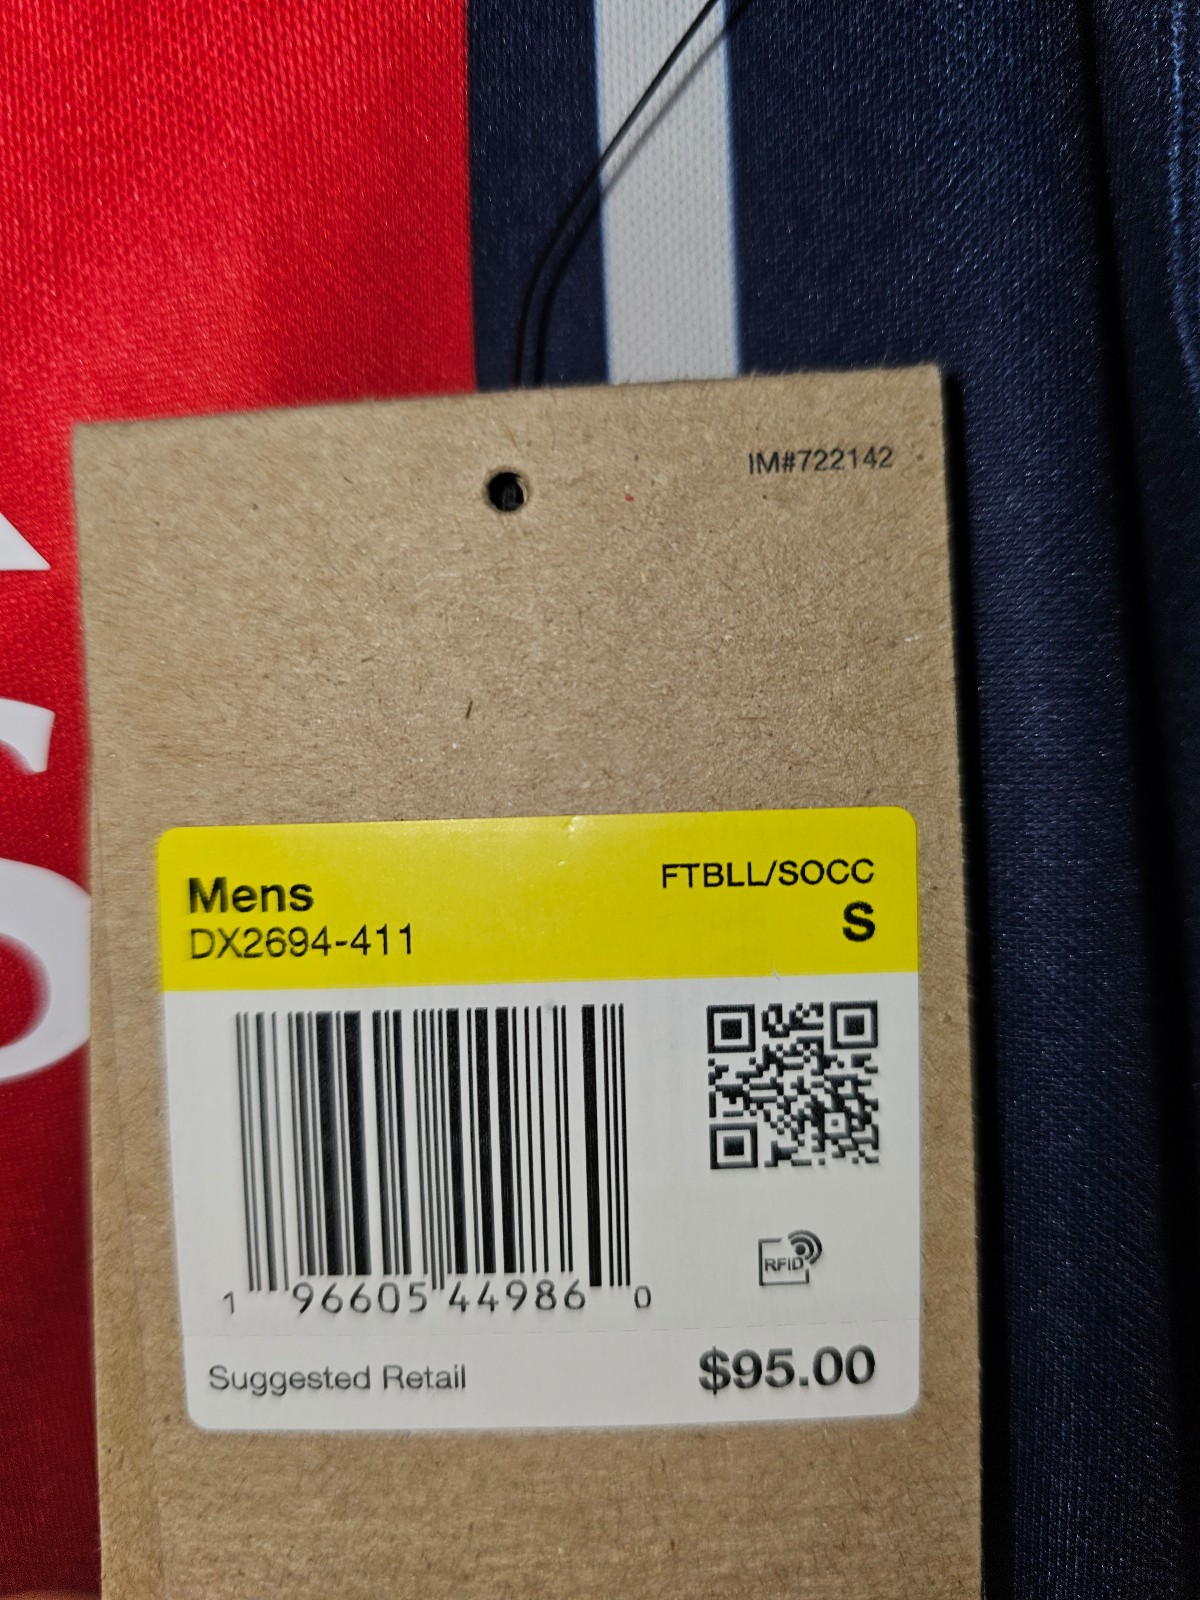 IM#722142
Mens
FTBLL/SOCC
DX2694-411
S
RFID
1 96605 44986 0
Suggested Retail
$95.00